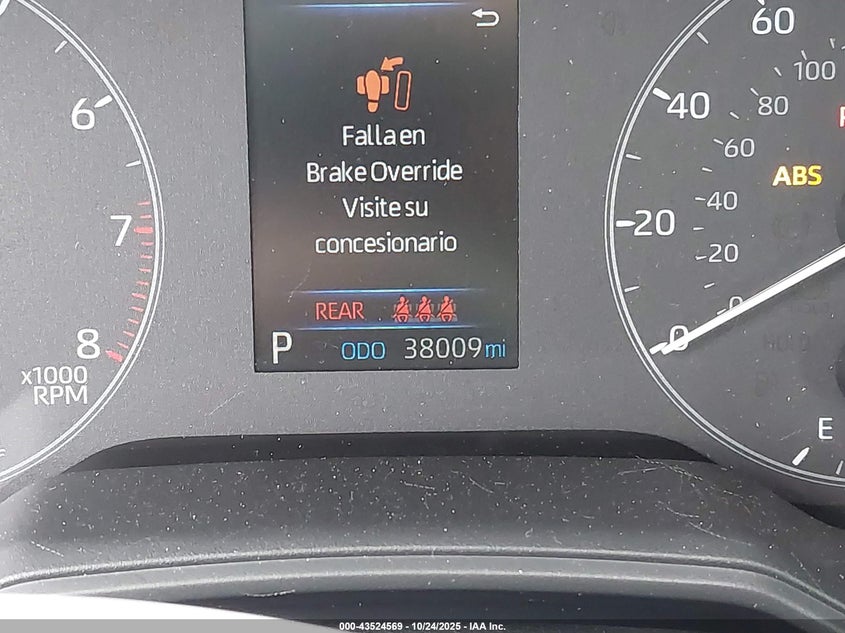 Falla en
Brake Override
Visite su
concesionario
REAR
P ODO 38009 mi
6
7
8
x1000
RPM
60
40
20
0
100
80
60
40
20
0
ABS
E
000-43524569 - 10/24/2025 - IAA Inc.